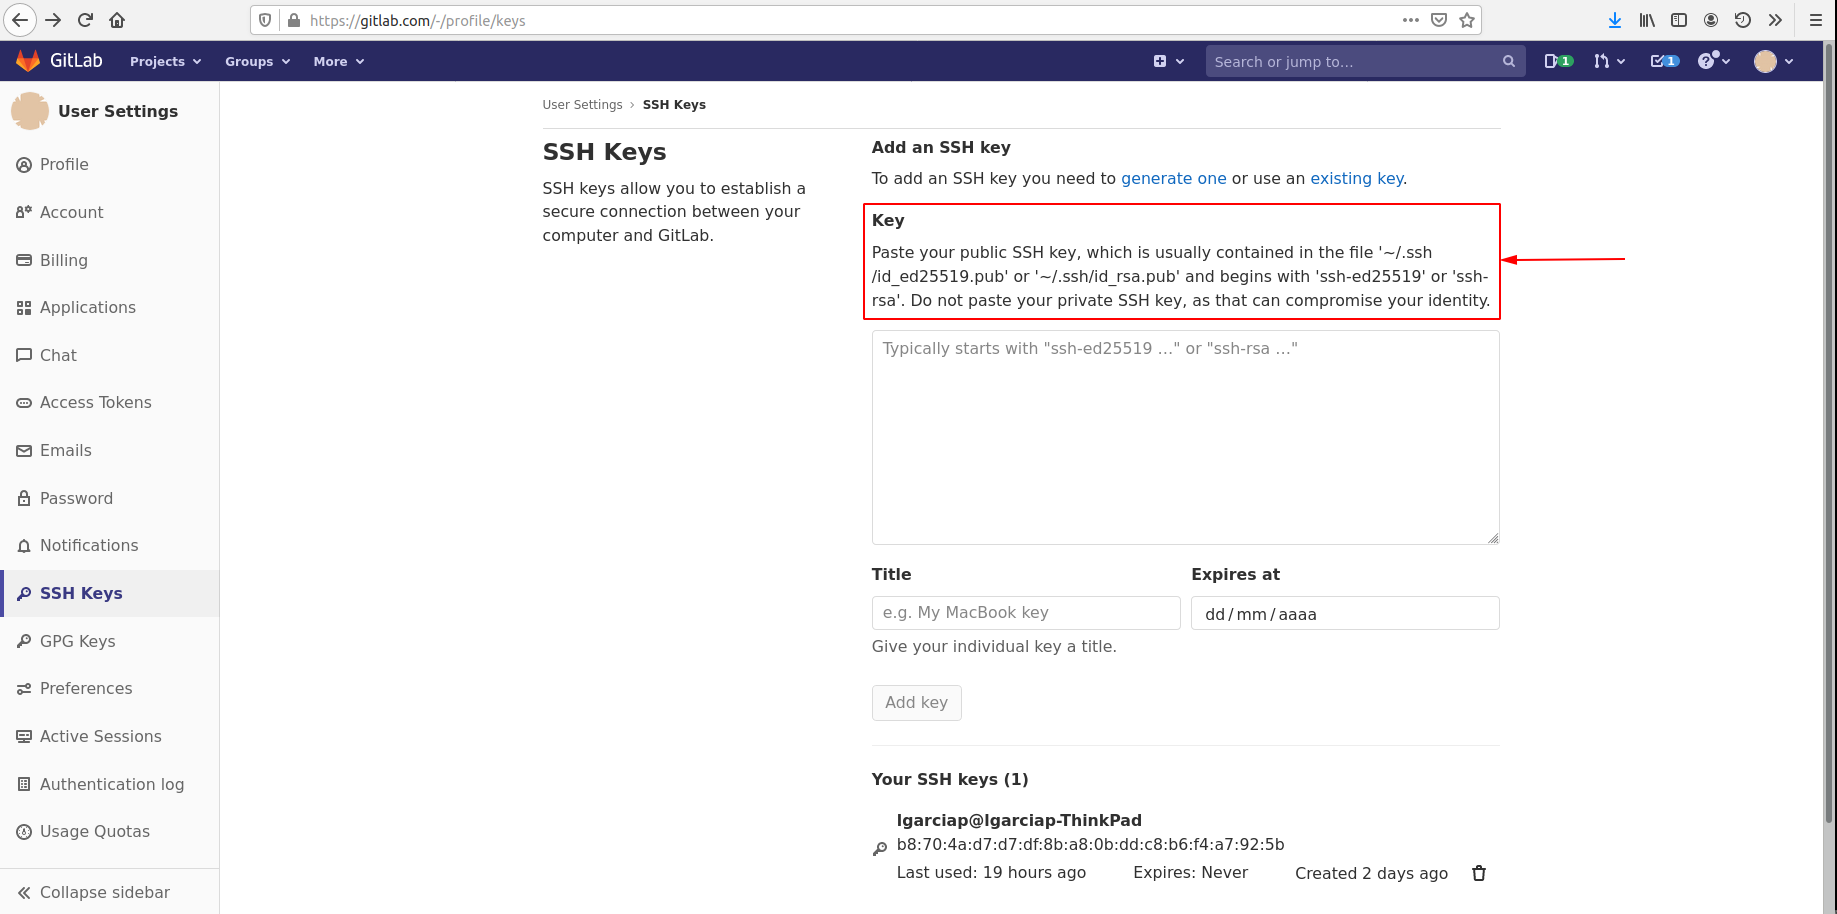 https://gitlab.com/-/profile/keys
GitLab
Projects
Groups
More
Search or jump to...
1
1
User Settings
Profile
Account
Billing
Applications
Chat
Access Tokens
Emails
Password
Notifications
SSH Keys
GPG Keys
Preferences
Active Sessions
Authentication log
Usage Quotas
Collapse sidebar
User Settings › SSH Keys
SSH Keys
SSH keys allow you to establish a
secure connection between your
computer and GitLab.
Add an SSH key
To add an SSH key you need to generate one or use an existing key.
Key
Paste your public SSH key, which is usually contained in the file '~/.ssh
/id_ed25519.pub' or '~/.ssh/id_rsa.pub' and begins with 'ssh-ed25519' or 'ssh-
rsa'. Do not paste your private SSH key, as that can compromise your identity.
Typically starts with "ssh-ed25519 …" or "ssh-rsa …"
Title
Expires at
e.g. My MacBook key
dd / mm / aaaa
Give your individual key a title.
Add key
Your SSH keys (1)
lgarciap@lgarciap-ThinkPad
b8:70:4a:d7:d7:df:8b:a8:0b:dd:c8:b6:f4:a7:92:5b
Last used: 19 hours ago
Expires: Never
Created 2 days ago